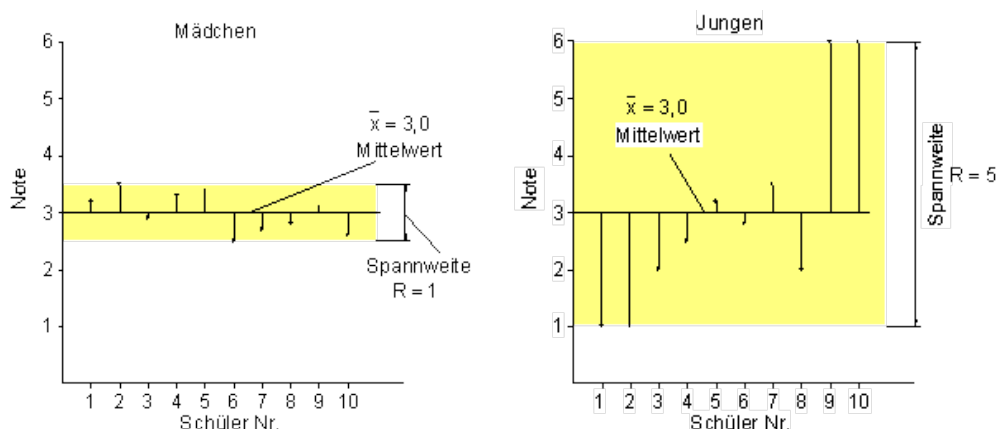 Mädchen
6
5
4
3
2
1
Note
x̄ = 3,0
Mittelwert
Spannweite
R = 1
1 2 3 4 5 6 7 8 9 10
Schüler Nr.
Jungen
6
5
4
3
2
1
Note
x̄ = 3,0
Mittelwert
Spannweite
R = 5
1 2 3 4 5 6 7 8 9 10
Schüler Nr.